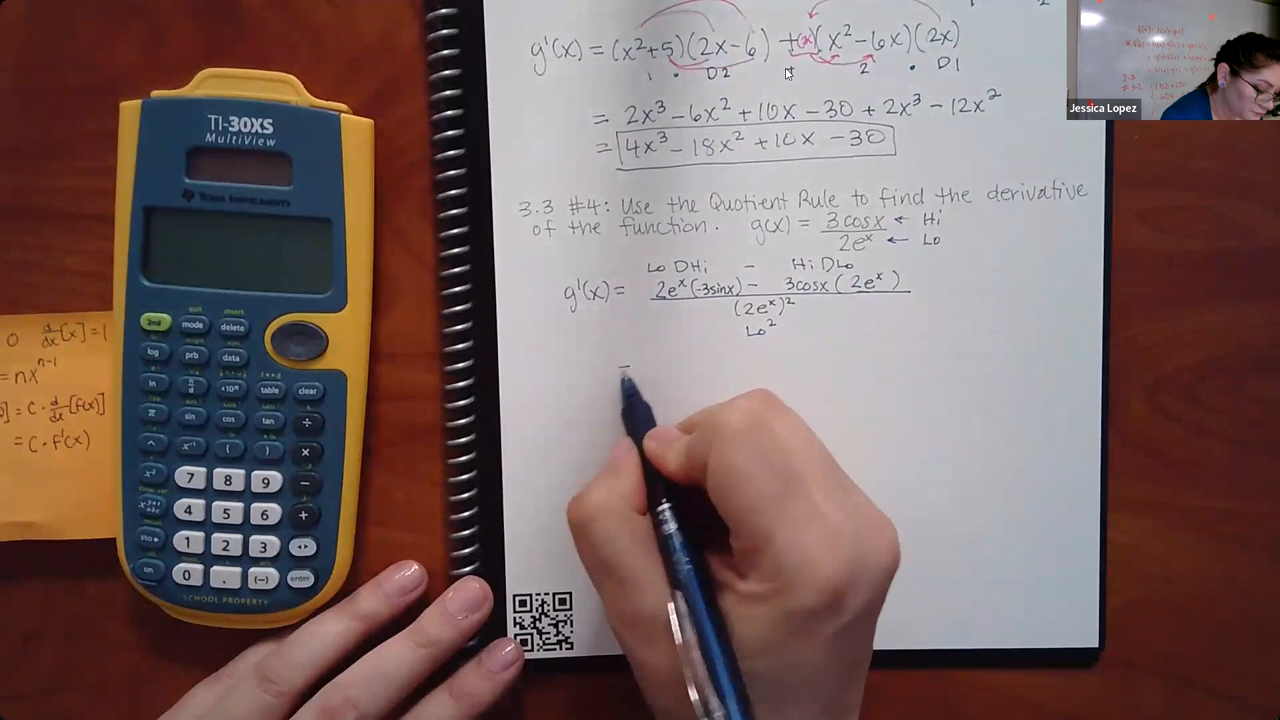 g'(x) = (x²+5)(2x-6) + (x)(x²-6x)(2x)
1 • D2 + 2 • D1
= 2x³ - 6x² + 10x - 30 + 2x³ - 12x²
= 4x³ - 18x² + 10x - 30
3.3 #4: Use the Quotient Rule to find the derivative
of the function. g(x) = 3cosx / 2eˣ ← Hi ← Lo
Lo DHi - Hi DLo
g'(x) = 2eˣ(-3sinx) - 3cosx(2eˣ)
(2eˣ)²
Lo²
TI-30XS
MultiView
TEXAS INSTRUMENTS
2nd mode delete
log prb data
ln n/d table clear
π sin cos tan ÷
^ x⁻¹ ( ) ×
x² 7 8 9 −
4 5 6 +
sto▸ 1 2 3
on 0 . (−) enter
SCHOOL PROPERTY
0 d/dx[x] = 1
= nxⁿ⁻¹
] = c · d/dx[f(x)]
= c · f'(x)
Jessica Lopez